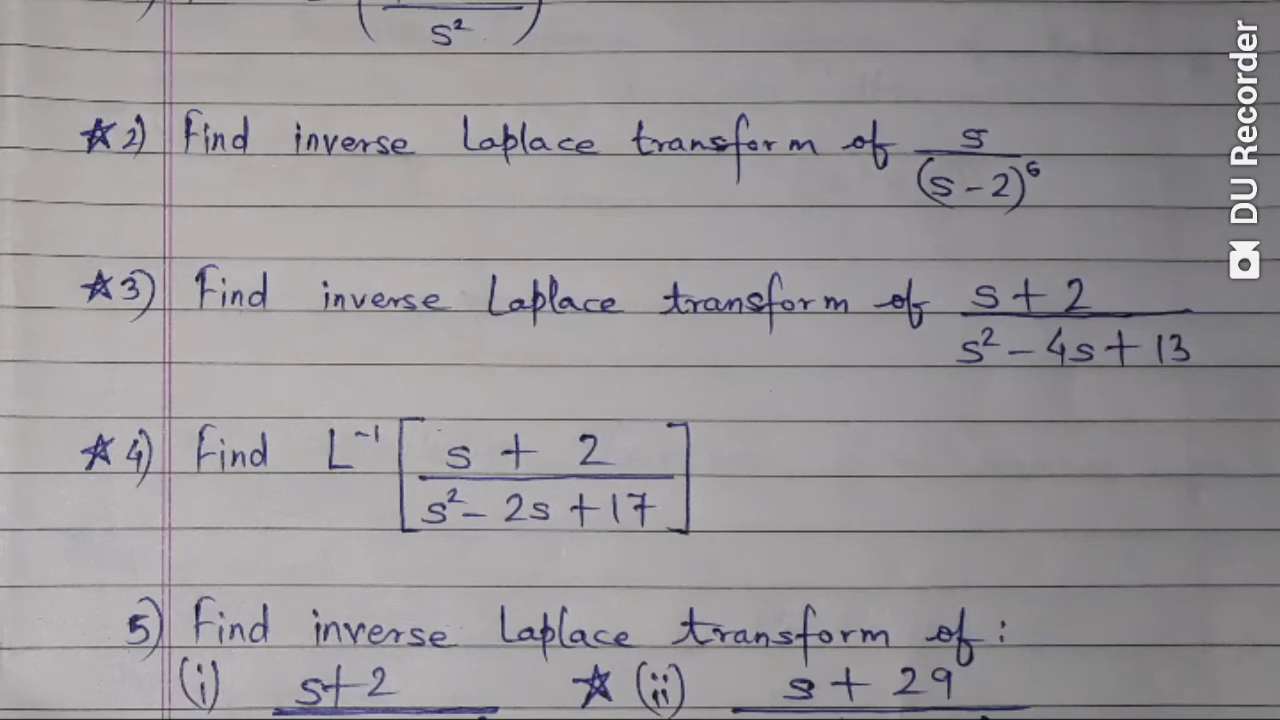 s²
☆2) Find inverse Laplace transform of s/(s-2)⁶
☆3) Find inverse Laplace transform of s+2/s²-4s+13
☆4) Find L⁻¹[s+2/s²-2s+17]
5) Find inverse Laplace transform of:
(i) s+2 ☆(ii) s+29
DU Recorder